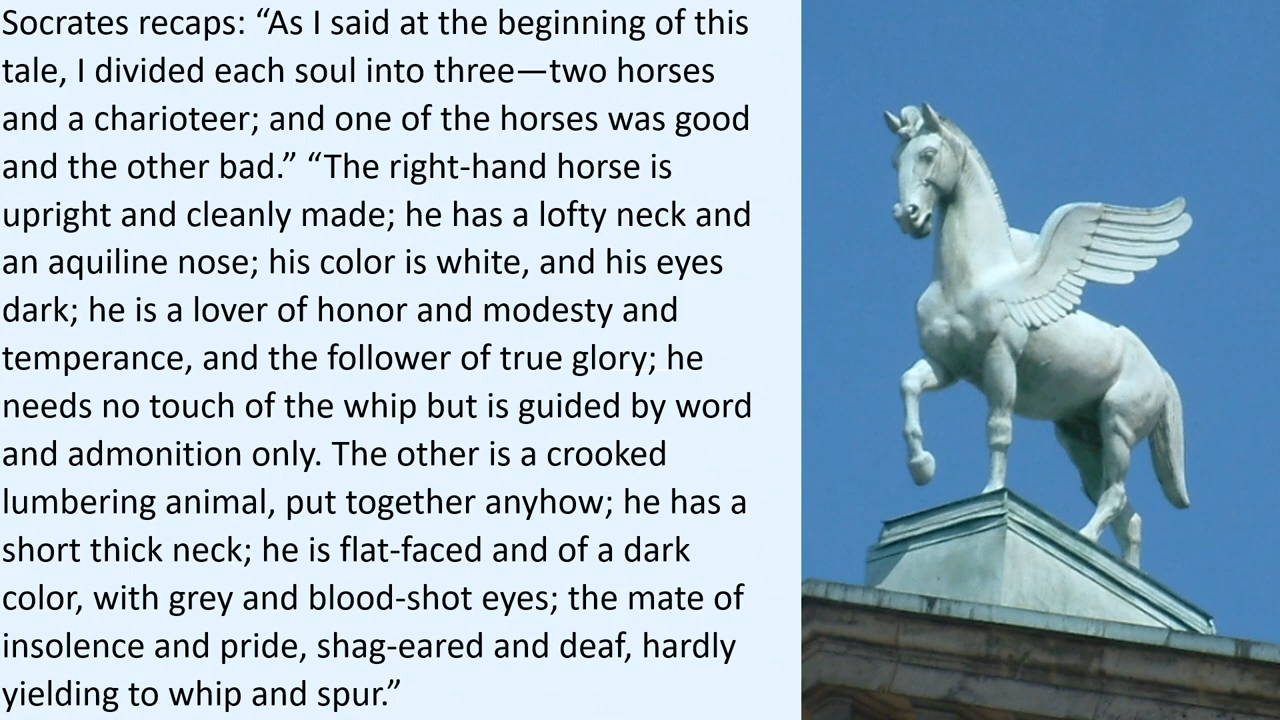 Socrates recaps: “As I said at the beginning of this
tale, I divided each soul into three—two horses
and a charioteer; and one of the horses was good
and the other bad.” “The right-hand horse is
upright and cleanly made; he has a lofty neck and
an aquiline nose; his color is white, and his eyes
dark; he is a lover of honor and modesty and
temperance, and the follower of true glory; he
needs no touch of the whip but is guided by word
and admonition only. The other is a crooked
lumbering animal, put together anyhow; he has a
short thick neck; he is flat-faced and of a dark
color, with grey and blood-shot eyes; the mate of
insolence and pride, shag-eared and deaf, hardly
yielding to whip and spur.”